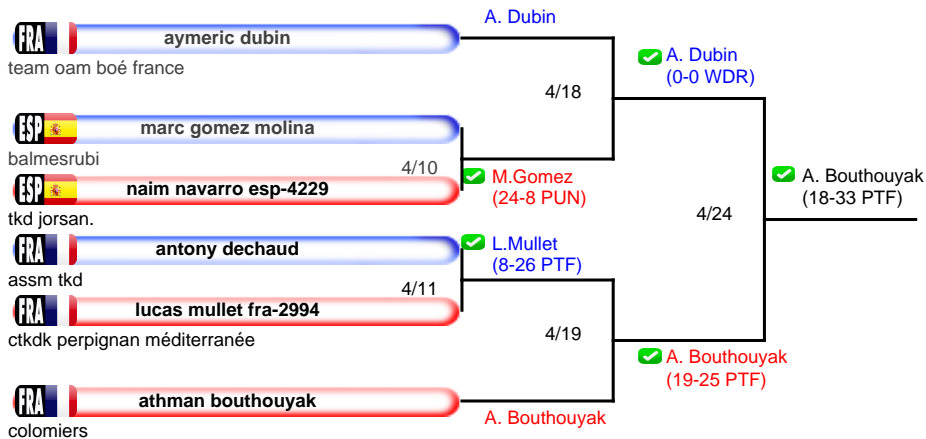 A. Dubin
FRA aymeric dubin
team oam boé france
A. Dubin
(0-0 WDR)
4/18
ESP marc gomez molina
balmesrubi
4/10
M.Gomez
(24-8 PUN)
ESP naim navarro esp-4229
tkd jorsan.
A. Bouthouyak
(18-33 PTF)
4/24
FRA antony dechaud
assm tkd
L.Mullet
(8-26 PTF)
4/11
FRA lucas mullet fra-2994
ctkdk perpignan méditerranée
4/19
A. Bouthouyak
(19-25 PTF)
FRA athman bouthouyak
colomiers
A. Bouthouyak